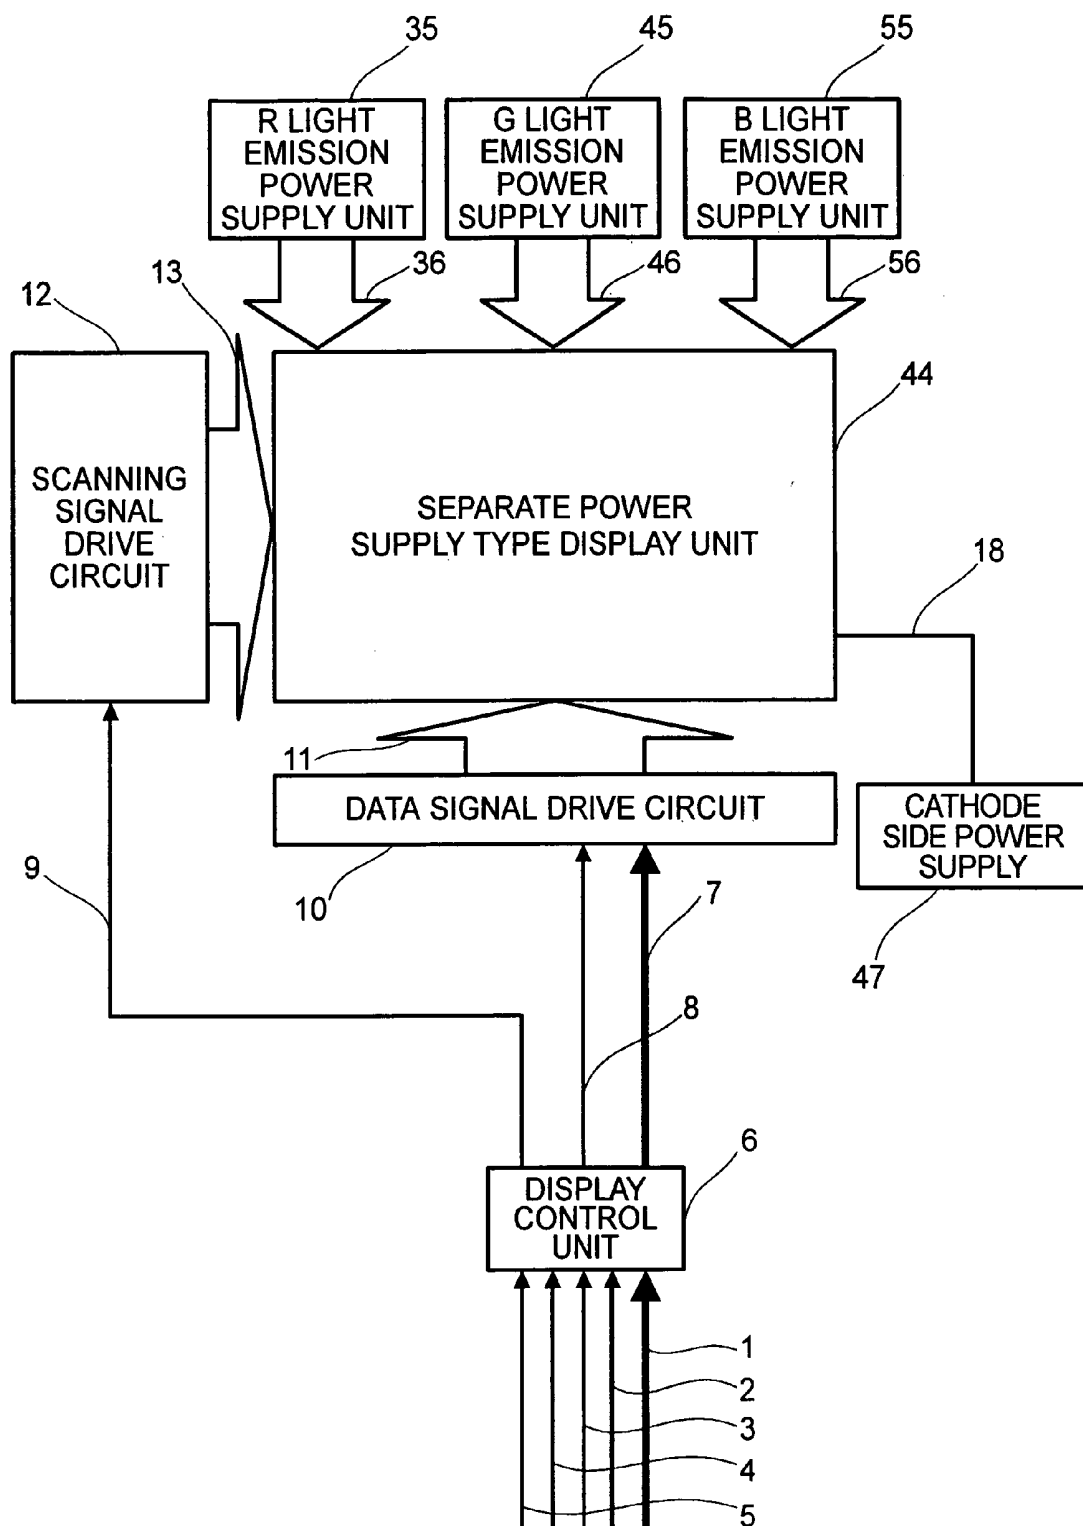 35
45
55
R LIGHT
EMISSION
POWER
SUPPLY UNIT
G LIGHT
EMISSION
POWER
SUPPLY UNIT
B LIGHT
EMISSION
POWER
SUPPLY UNIT
36
46
56
12
13
44
SCANNING
SIGNAL
DRIVE
CIRCUIT
SEPARATE POWER
SUPPLY TYPE DISPLAY UNIT
18
11
DATA SIGNAL DRIVE CIRCUIT
CATHODE
SIDE POWER
SUPPLY
9
10
7
47
8
6
DISPLAY
CONTROL
UNIT
1
2
3
4
5